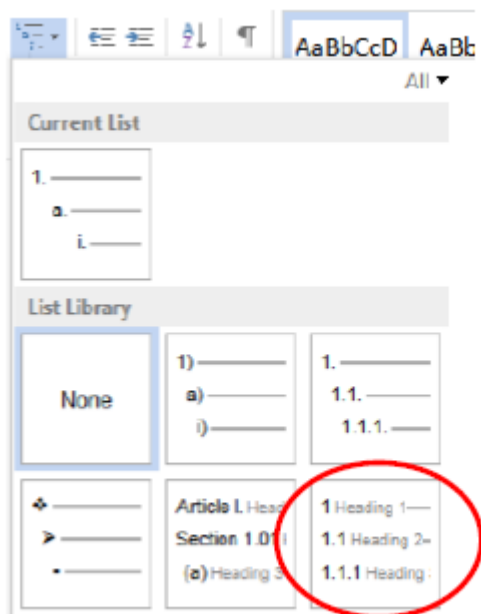 AaBbCcD AaBb
All
Current List
1.
a.
i.
List Library
None
1)
a)
i)
1.
1.1.
1.1.1.
Article I. Head
Section 1.01
(a) Heading 3
1 Heading 1
1.1 Heading 2
1.1.1 Heading